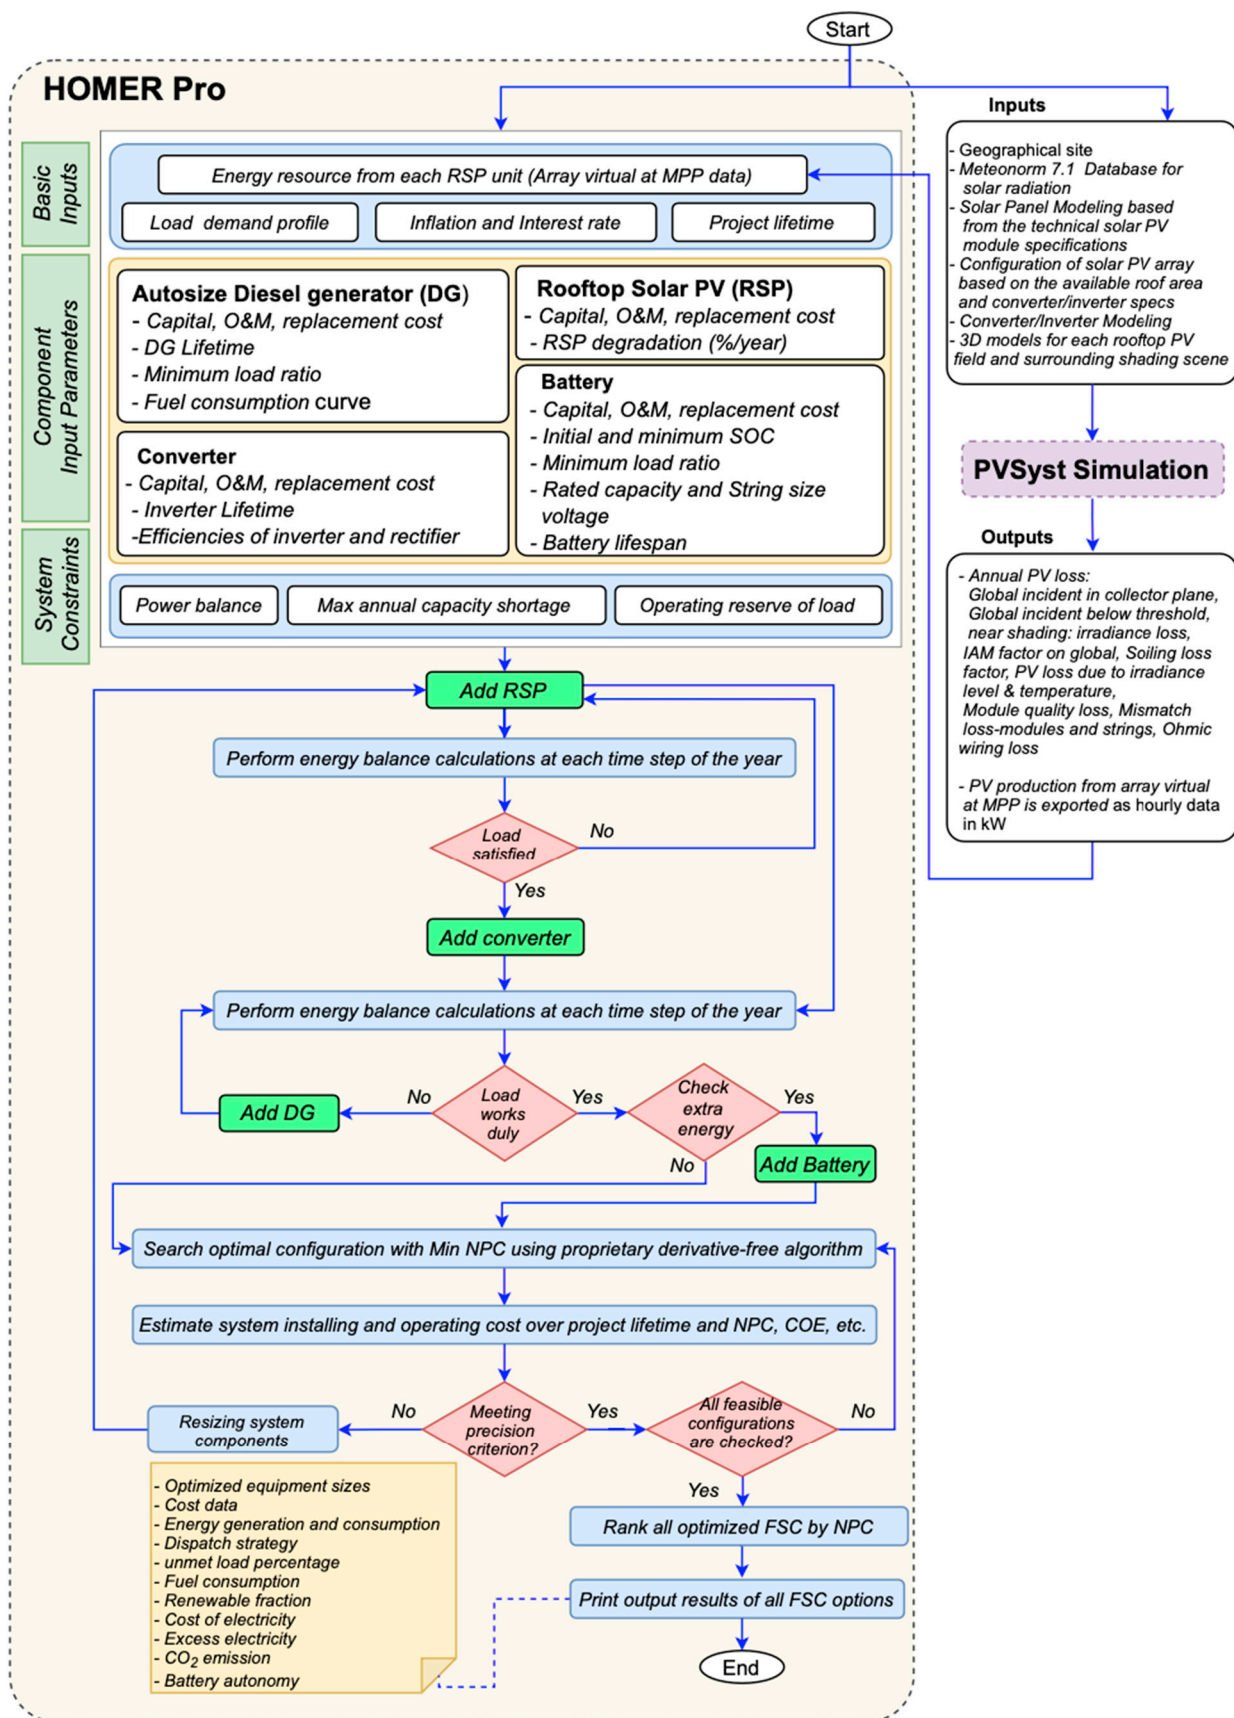 Start
HOMER Pro
Inputs
Basic
Inputs
Energy resource from each RSP unit (Array virtual at MPP data)
Load demand profile
Inflation and Interest rate
Project lifetime
- Geographical site
- Meteonorm 7.1 Database for
solar radiation
- Solar Panel Modeling based
from the technical solar PV
module specifications
- Configuration of solar PV array
based on the available roof area
and converter/inverter specs
- Converter/Inverter Modeling
- 3D models for each rooftop PV
field and surrounding shading scene
Component
Input Parameters
Autosize Diesel generator (DG)
- Capital, O&M, replacement cost
- DG Lifetime
- Minimum load ratio
- Fuel consumption curve
Rooftop Solar PV (RSP)
- Capital, O&M, replacement cost
- RSP degradation (%/year)
Converter
- Capital, O&M, replacement cost
- Inverter Lifetime
-Efficiencies of inverter and rectifier
Battery
- Capital, O&M, replacement cost
- Initial and minimum SOC
- Minimum load ratio
- Rated capacity and String size
voltage
- Battery lifespan
PVSyst Simulation
Outputs
- Annual PV loss:
Global incident in collector plane,
Global incident below threshold,
near shading: irradiance loss,
IAM factor on global, Soiling loss
factor, PV loss due to irradiance
level & temperature,
Module quality loss, Mismatch
loss-modules and strings, Ohmic
wiring loss
- PV production from array virtual
at MPP is exported as hourly data
in kW
System
Constraints
Power balance
Max annual capacity shortage
Operating reserve of load
Add RSP
Perform energy balance calculations at each time step of the year
Load
satisfied
No
Yes
Add converter
Perform energy balance calculations at each time step of the year
Add DG
No
Load
works
duly
Yes
Check
extra
energy
Yes
No
Add Battery
Search optimal configuration with Min NPC using proprietary derivative-free algorithm
Estimate system installing and operating cost over project lifetime and NPC, COE, etc.
Resizing system
components
No
Meeting
precision
criterion?
Yes
All feasible
configurations
are checked?
No
Yes
- Optimized equipment sizes
- Cost data
- Energy generation and consumption
- Dispatch strategy
- unmet load percentage
- Fuel consumption
- Renewable fraction
- Cost of electricity
- Excess electricity
- CO2 emission
- Battery autonomy
Rank all optimized FSC by NPC
Print output results of all FSC options
End